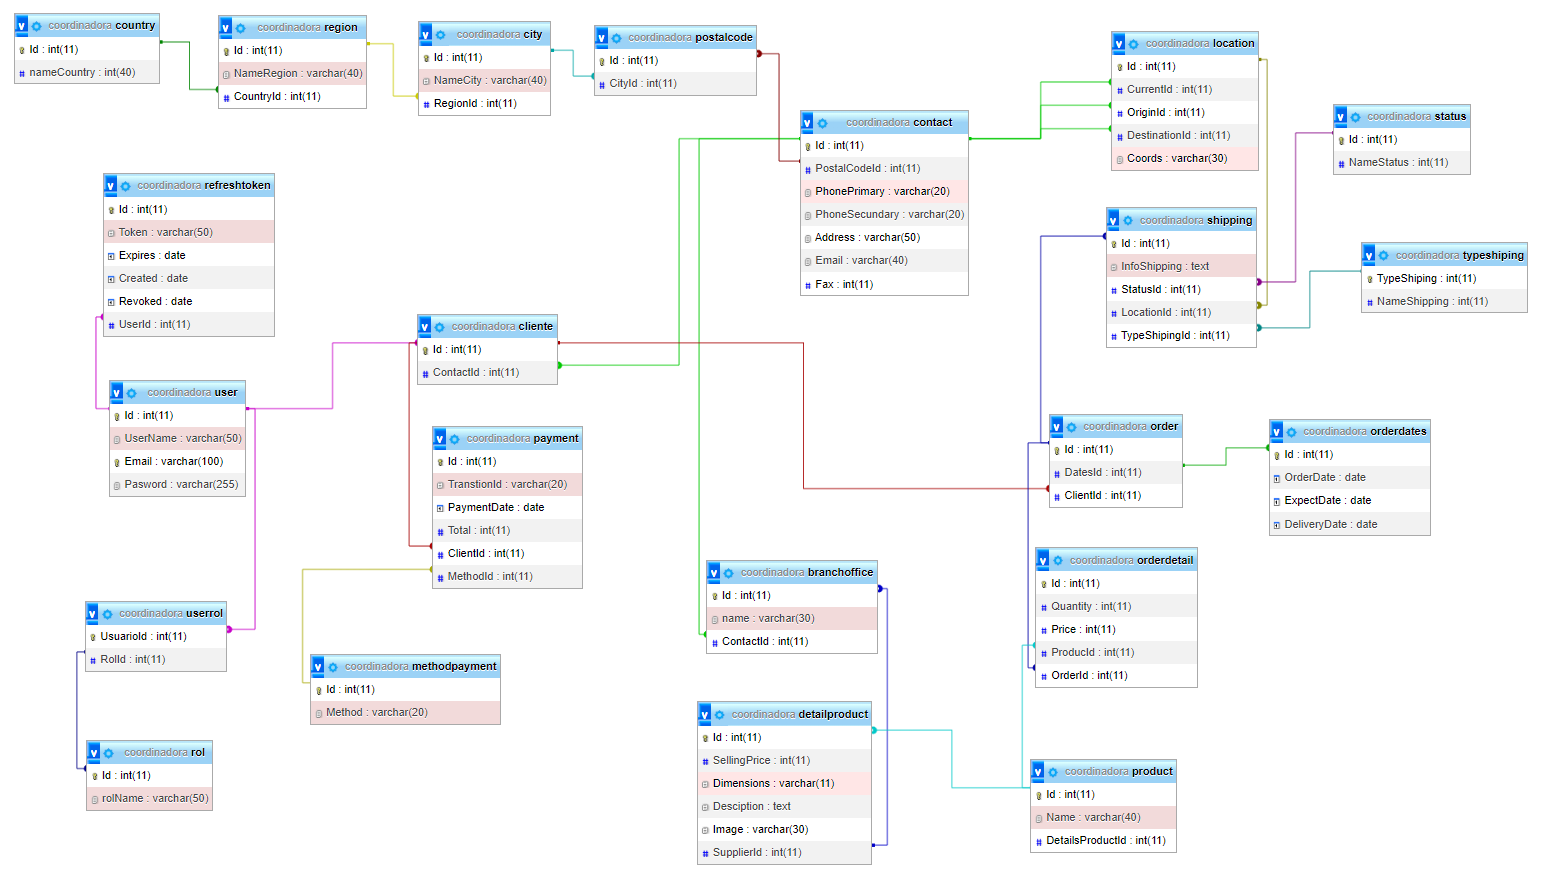 coordinadora country
Id : int(11)
nameCountry : int(40)
coordinadora region
Id : int(11)
NameRegion : varchar(40)
CountryId : int(11)
coordinadora city
Id : int(11)
NameCity : varchar(40)
RegionId : int(11)
coordinadora postalcode
Id : int(11)
CityId : int(11)
coordinadora contact
Id : int(11)
PostalCodeId : int(11)
PhonePrimary : varchar(20)
PhoneSecundary : varchar(20)
Address : varchar(50)
Email : varchar(40)
Fax : int(11)
coordinadora location
Id : int(11)
CurrentId : int(11)
OriginId : int(11)
DestinationId : int(11)
Coords : varchar(30)
coordinadora status
Id : int(11)
NameStatus : int(11)
coordinadora refreshtoken
Id : int(11)
Token : varchar(50)
Expires : date
Created : date
Revoked : date
UserId : int(11)
coordinadora shipping
Id : int(11)
InfoShipping : text
StatusId : int(11)
LocationId : int(11)
TypeShipingId : int(11)
coordinadora typeshiping
TypeShiping : int(11)
NameShipping : int(11)
coordinadora cliente
Id : int(11)
ContactId : int(11)
coordinadora user
Id : int(11)
UserName : varchar(50)
Email : varchar(100)
Pasword : varchar(255)
coordinadora payment
Id : int(11)
TranstionId : varchar(20)
PaymentDate : date
Total : int(11)
ClientId : int(11)
MethodId : int(11)
coordinadora order
Id : int(11)
DatesId : int(11)
ClientId : int(11)
coordinadora orderdates
Id : int(11)
OrderDate : date
ExpectDate : date
DeliveryDate : date
coordinadora orderdetail
Id : int(11)
Quantity : int(11)
Price : int(11)
ProducId : int(11)
OrderId : int(11)
coordinadora branchoffice
Id : int(11)
name : varchar(30)
ContactId : int(11)
coordinadora userrol
UsuarioId : int(11)
RolId : int(11)
coordinadora methodpayment
Id : int(11)
Method : varchar(20)
coordinadora detailproduct
Id : int(11)
SellingPrice : int(11)
Dimensions : varchar(11)
Desciption : text
Image : varchar(30)
SupplierId : int(11)
coordinadora rol
Id : int(11)
rolName : varchar(50)
coordinadora product
Id : int(11)
Name : varchar(40)
DetailsProductId : int(11)